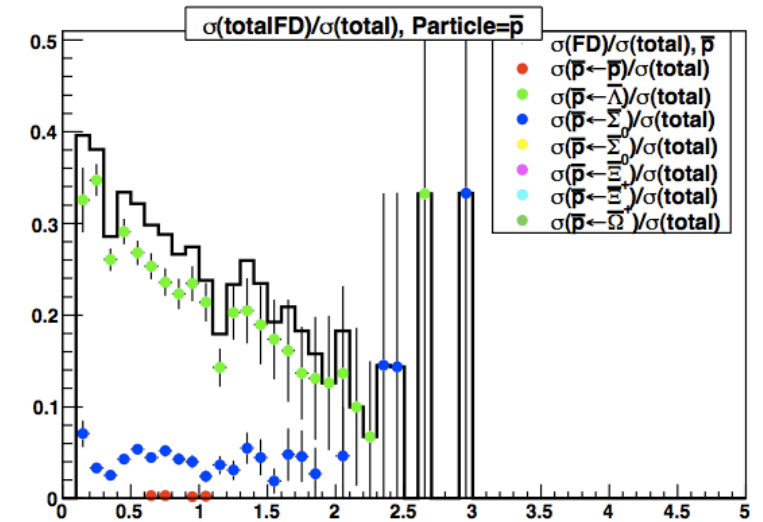 σ(totalFD)/σ(total), Particle=p̅
σ(FD)/σ(total), p̅
σ(p̅←p̅)/σ(total)
σ(p̅←Λ̅)/σ(total)
σ(p̅←Σ̅₀)/σ(total)
σ(p̅←Σ̅₀)/σ(total)
σ(p̅←Ξ̅₊)/σ(total)
σ(p̅←Ξ̅₊)/σ(total)
σ(p̅←Ω̅⁺)/σ(total)
0.5
0.4
0.3
0.2
0.1
0
0 0.5 1 1.5 2 2.5 3 3.5 4 4.5 5